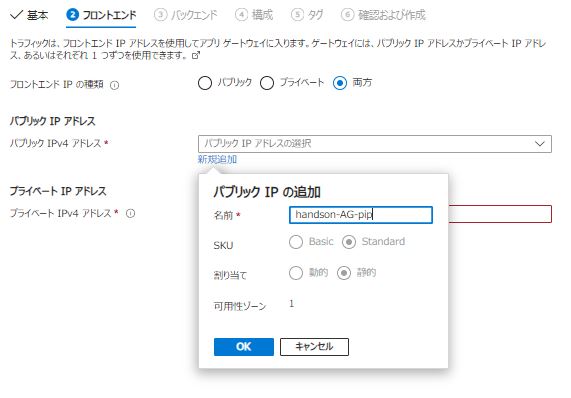 基本 2 フロントエンド 3 バックエンド 4 構成 5 タグ 6 確認および作成
トラフィックは、フロントエンド IP アドレスを使用してアプリ ゲートウェイに入ります。ゲートウェイには、パブリック IP アドレスかプライベート IP アドレ
ス、あるいはそれぞれ 1 つずつを使用できます。
フロントエンド IP の種類 パブリック プライベート 両方
パブリック IP アドレス
パブリック IPv4 アドレス * パブリック IP アドレスの選択
新規追加
プライベート IP アドレス
プライベート IPv4 アドレス *
パブリック IP の追加
名前 * handson-AG-pip
SKU Basic Standard
割り当て 動的 静的
可用性ゾーン 1
OK キャンセル